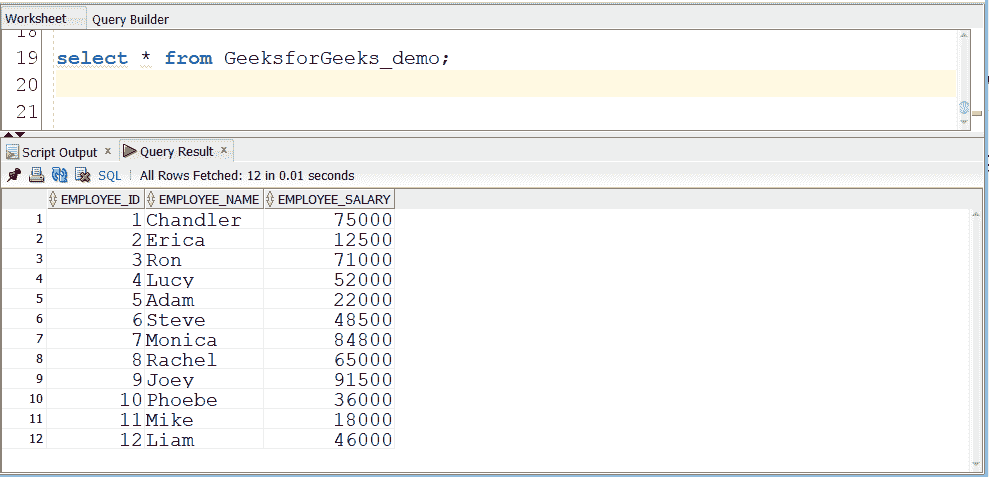 Worksheet Query Builder
18
19 select * from GeeksforGeeks_demo;
20
21
Script Output x Query Result x
SQL | All Rows Fetched: 12 in 0.01 seconds
EMPLOYEE_ID EMPLOYEE_NAME EMPLOYEE_SALARY
1 1 Chandler 75000
2 2 Erica 12500
3 3 Ron 71000
4 4 Lucy 52000
5 5 Adam 22000
6 6 Steve 48500
7 7 Monica 84800
8 8 Rachel 65000
9 9 Joey 91500
10 10 Phoebe 36000
11 11 Mike 18000
12 12 Liam 46000